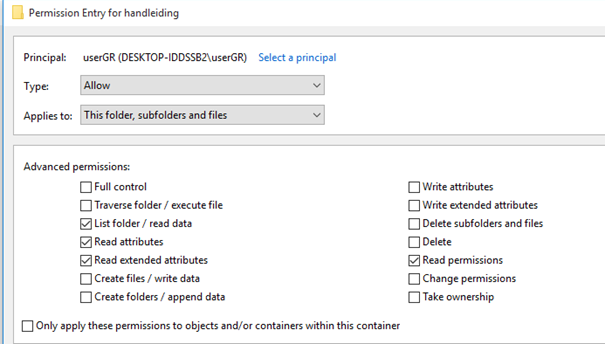 Permission Entry for handleiding
Principal: userGR (DESKTOP-IDDSSB2\userGR) Select a principal
Type: Allow
Applies to: This folder, subfolders and files
Advanced permissions:
Full control Write attributes
Traverse folder / execute file Write extended attributes
List folder / read data Delete subfolders and files
Read attributes Delete
Read extended attributes Read permissions
Create files / write data Change permissions
Create folders / append data Take ownership
Only apply these permissions to objects and/or containers within this container